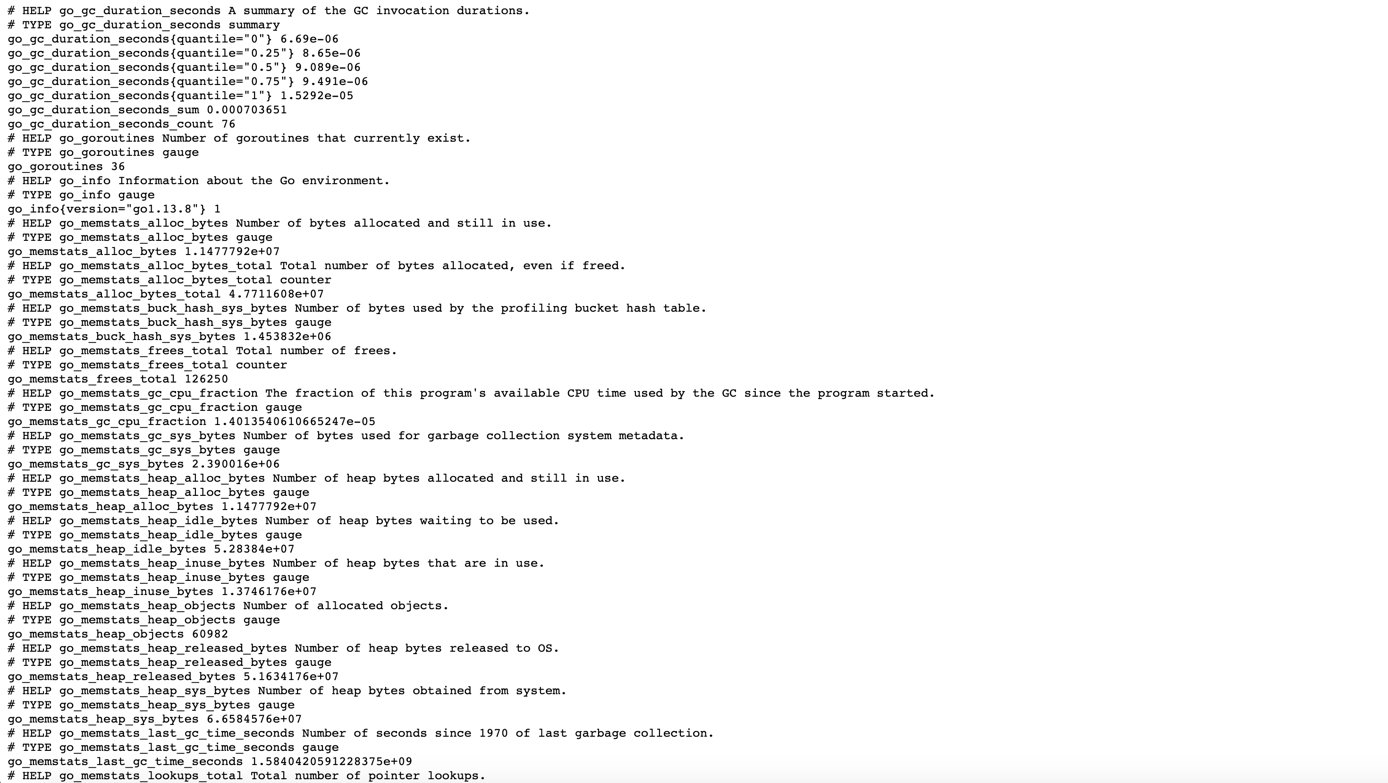 # HELP go_gc_duration_seconds A summary of the GC invocation durations.
# TYPE go_gc_duration_seconds summary
go_gc_duration_seconds{quantile="0"} 6.69e-06
go_gc_duration_seconds{quantile="0.25"} 8.65e-06
go_gc_duration_seconds{quantile="0.5"} 9.089e-06
go_gc_duration_seconds{quantile="0.75"} 9.491e-06
go_gc_duration_seconds{quantile="1"} 1.5292e-05
go_gc_duration_seconds_sum 0.000703651
go_gc_duration_seconds_count 76
# HELP go_goroutines Number of goroutines that currently exist.
# TYPE go_goroutines gauge
go_goroutines 36
# HELP go_info Information about the Go environment.
# TYPE go_info gauge
go_info{version="go1.13.8"} 1
# HELP go_memstats_alloc_bytes Number of bytes allocated and still in use.
# TYPE go_memstats_alloc_bytes gauge
go_memstats_alloc_bytes 1.1477792e+07
# HELP go_memstats_alloc_bytes_total Total number of bytes allocated, even if freed.
# TYPE go_memstats_alloc_bytes_total counter
go_memstats_alloc_bytes_total 4.7711608e+07
# HELP go_memstats_buck_hash_sys_bytes Number of bytes used by the profiling bucket hash table.
# TYPE go_memstats_buck_hash_sys_bytes gauge
go_memstats_buck_hash_sys_bytes 1.453832e+06
# HELP go_memstats_frees_total Total number of frees.
# TYPE go_memstats_frees_total counter
go_memstats_frees_total 126250
# HELP go_memstats_gc_cpu_fraction The fraction of this program's available CPU time used by the GC since the program started.
# TYPE go_memstats_gc_cpu_fraction gauge
go_memstats_gc_cpu_fraction 1.4013540610665247e-05
# HELP go_memstats_gc_sys_bytes Number of bytes used for garbage collection system metadata.
# TYPE go_memstats_gc_sys_bytes gauge
go_memstats_gc_sys_bytes 2.390016e+06
# HELP go_memstats_heap_alloc_bytes Number of heap bytes allocated and still in use.
# TYPE go_memstats_heap_alloc_bytes gauge
go_memstats_heap_alloc_bytes 1.1477792e+07
# HELP go_memstats_heap_idle_bytes Number of heap bytes waiting to be used.
# TYPE go_memstats_heap_idle_bytes gauge
go_memstats_heap_idle_bytes 5.28384e+07
# HELP go_memstats_heap_inuse_bytes Number of heap bytes that are in use.
# TYPE go_memstats_heap_inuse_bytes gauge
go_memstats_heap_inuse_bytes 1.3746176e+07
# HELP go_memstats_heap_objects Number of allocated objects.
# TYPE go_memstats_heap_objects gauge
go_memstats_heap_objects 60982
# HELP go_memstats_heap_released_bytes Number of heap bytes released to OS.
# TYPE go_memstats_heap_released_bytes gauge
go_memstats_heap_released_bytes 5.1634176e+07
# HELP go_memstats_heap_sys_bytes Number of heap bytes obtained from system.
# TYPE go_memstats_heap_sys_bytes gauge
go_memstats_heap_sys_bytes 6.6584576e+07
# HELP go_memstats_last_gc_time_seconds Number of seconds since 1970 of last garbage collection.
# TYPE go_memstats_last_gc_time_seconds gauge
go_memstats_last_gc_time_seconds 1.5840420591228375e+09
# HELP go_memstats_lookups_total Total number of pointer lookups.